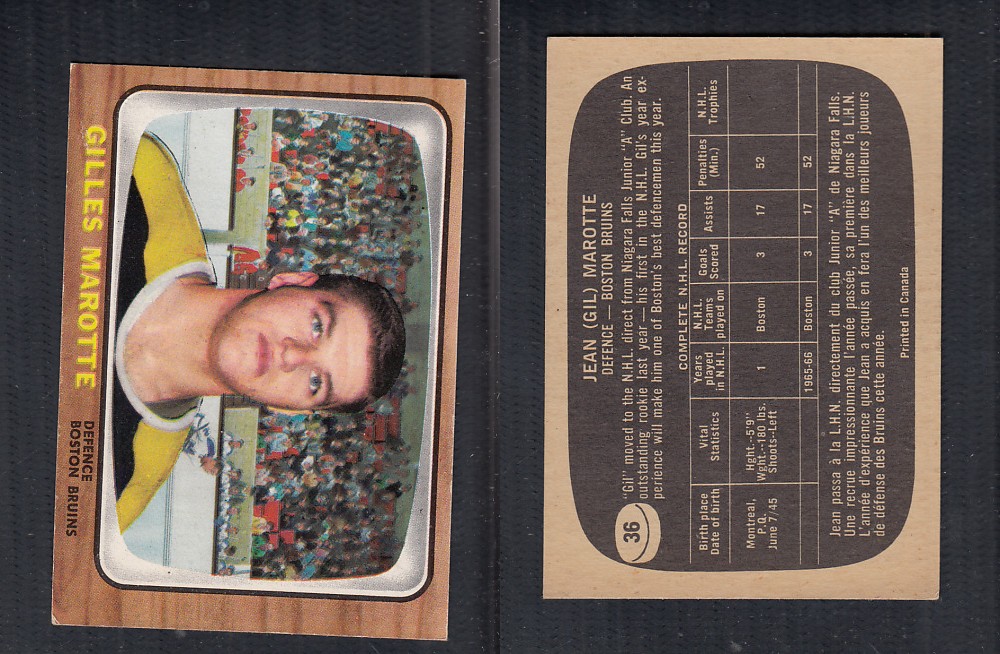 GILLES MAROTTE
DEFENCE
BOSTON BRUINS
36
JEAN (GIL) MAROTTE
DEFENCE — BOSTON BRUINS
"Gil" moved to the N.H.L. direct from Niagara Falls Junior "A" Club. An
outstanding rookie last year — his first in the N.H.L. Gil's year ex-
perience will make him one of Boston's best defencemen this year.
COMPLETE N.H.L. RECORD
Birth place
Date of birth
Vital
Statistics
Years
played
in N.H.L.
N.H.L.
Teams
played on
Goals
Scored
Assists
Penalties
(Min.)
N.H.L.
Trophies
Montreal,
P.Q.
June 7/45
Hght.--5'9"
Wght.--180 lbs.
Shoots--Left
1
Boston
3
17
52
1965-66
Boston
3
17
52
Jean passa à la L.H.N. directement du club Junior "A" de Niagara Falls.
Une recrue impressionnante l'année passée, sa première dans la L.H.N.
L'année d'expérience que Jean a acquis en fera l'un des meilleurs joueurs
de défense des Bruins cette année.
Printed in Canada